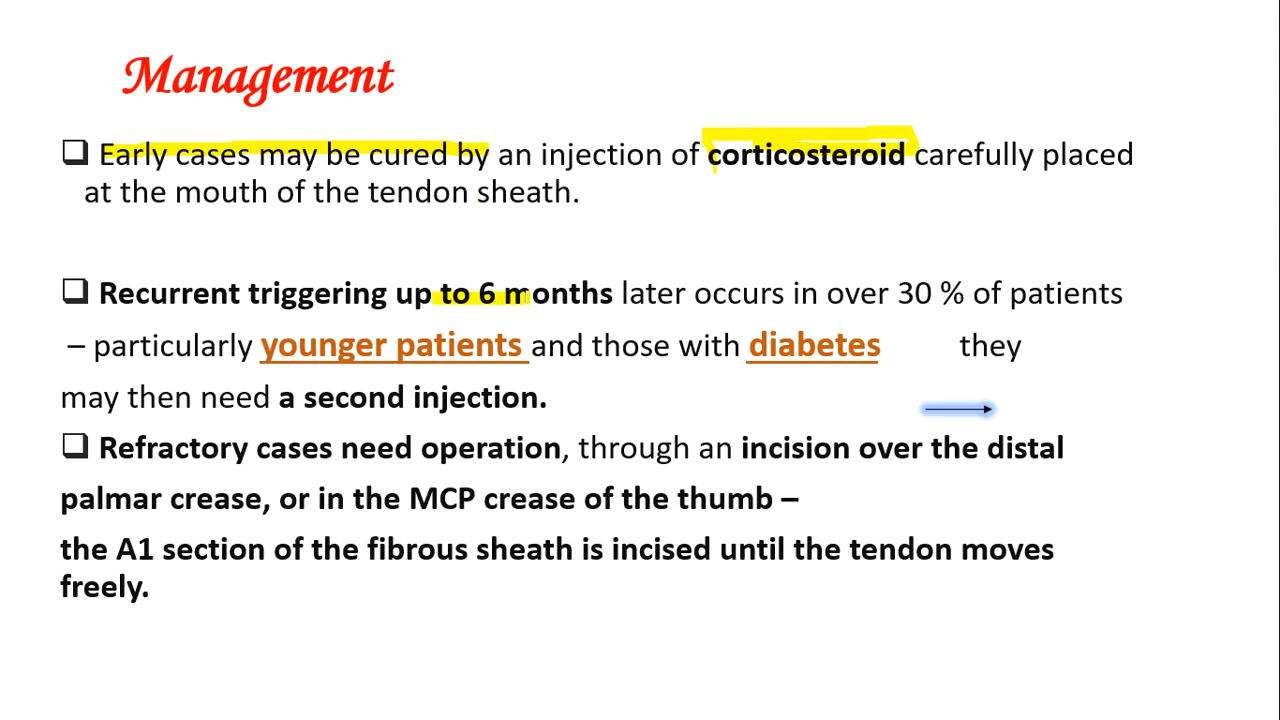 Management
❑ Early cases may be cured by an injection of corticosteroid carefully placed
at the mouth of the tendon sheath.
❑ Recurrent triggering up to 6 months later occurs in over 30 % of patients
– particularly younger patients and those with diabetes they
may then need a second injection.
❑ Refractory cases need operation, through an incision over the distal
palmar crease, or in the MCP crease of the thumb –
the A1 section of the fibrous sheath is incised until the tendon moves
freely.